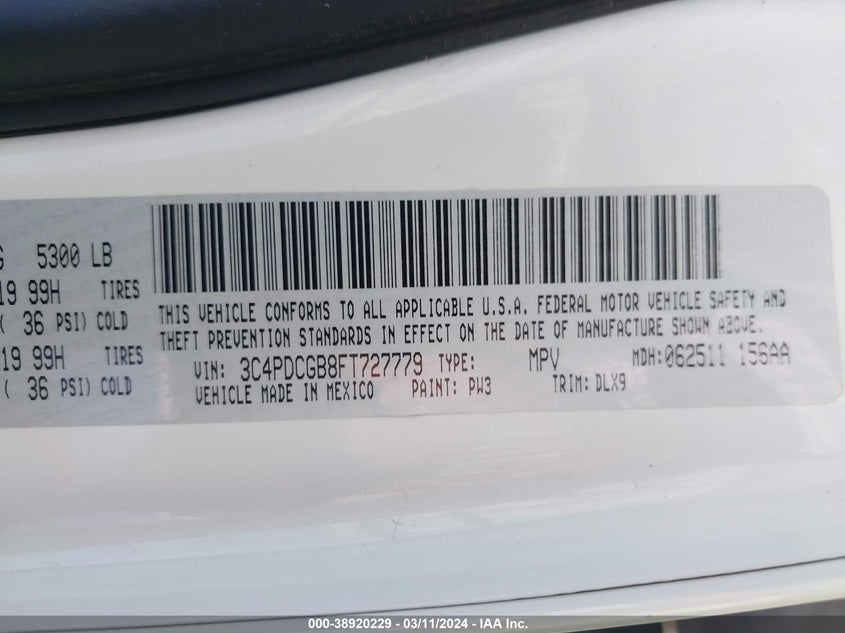 G 5300 LB
19 99H TIRES
( 36 PSI) COLD
19 99H TIRES
( 36 PSI) COLD
THIS VEHICLE CONFORMS TO ALL APPLICABLE U.S.A. FEDERAL MOTOR VEHICLE SAFETY AND
THEFT PREVENTION STANDARDS IN EFFECT ON THE DATE OF MANUFACTURE SHOWN ABOVE.
VIN: 3C4PDCGB8FT727779 TYPE: MPV MDH:062511 156AA
VEHICLE MADE IN MEXICO PAINT: PW3 TRIM: DLX9
000-38920229 - 03/11/2024 - IAA Inc.